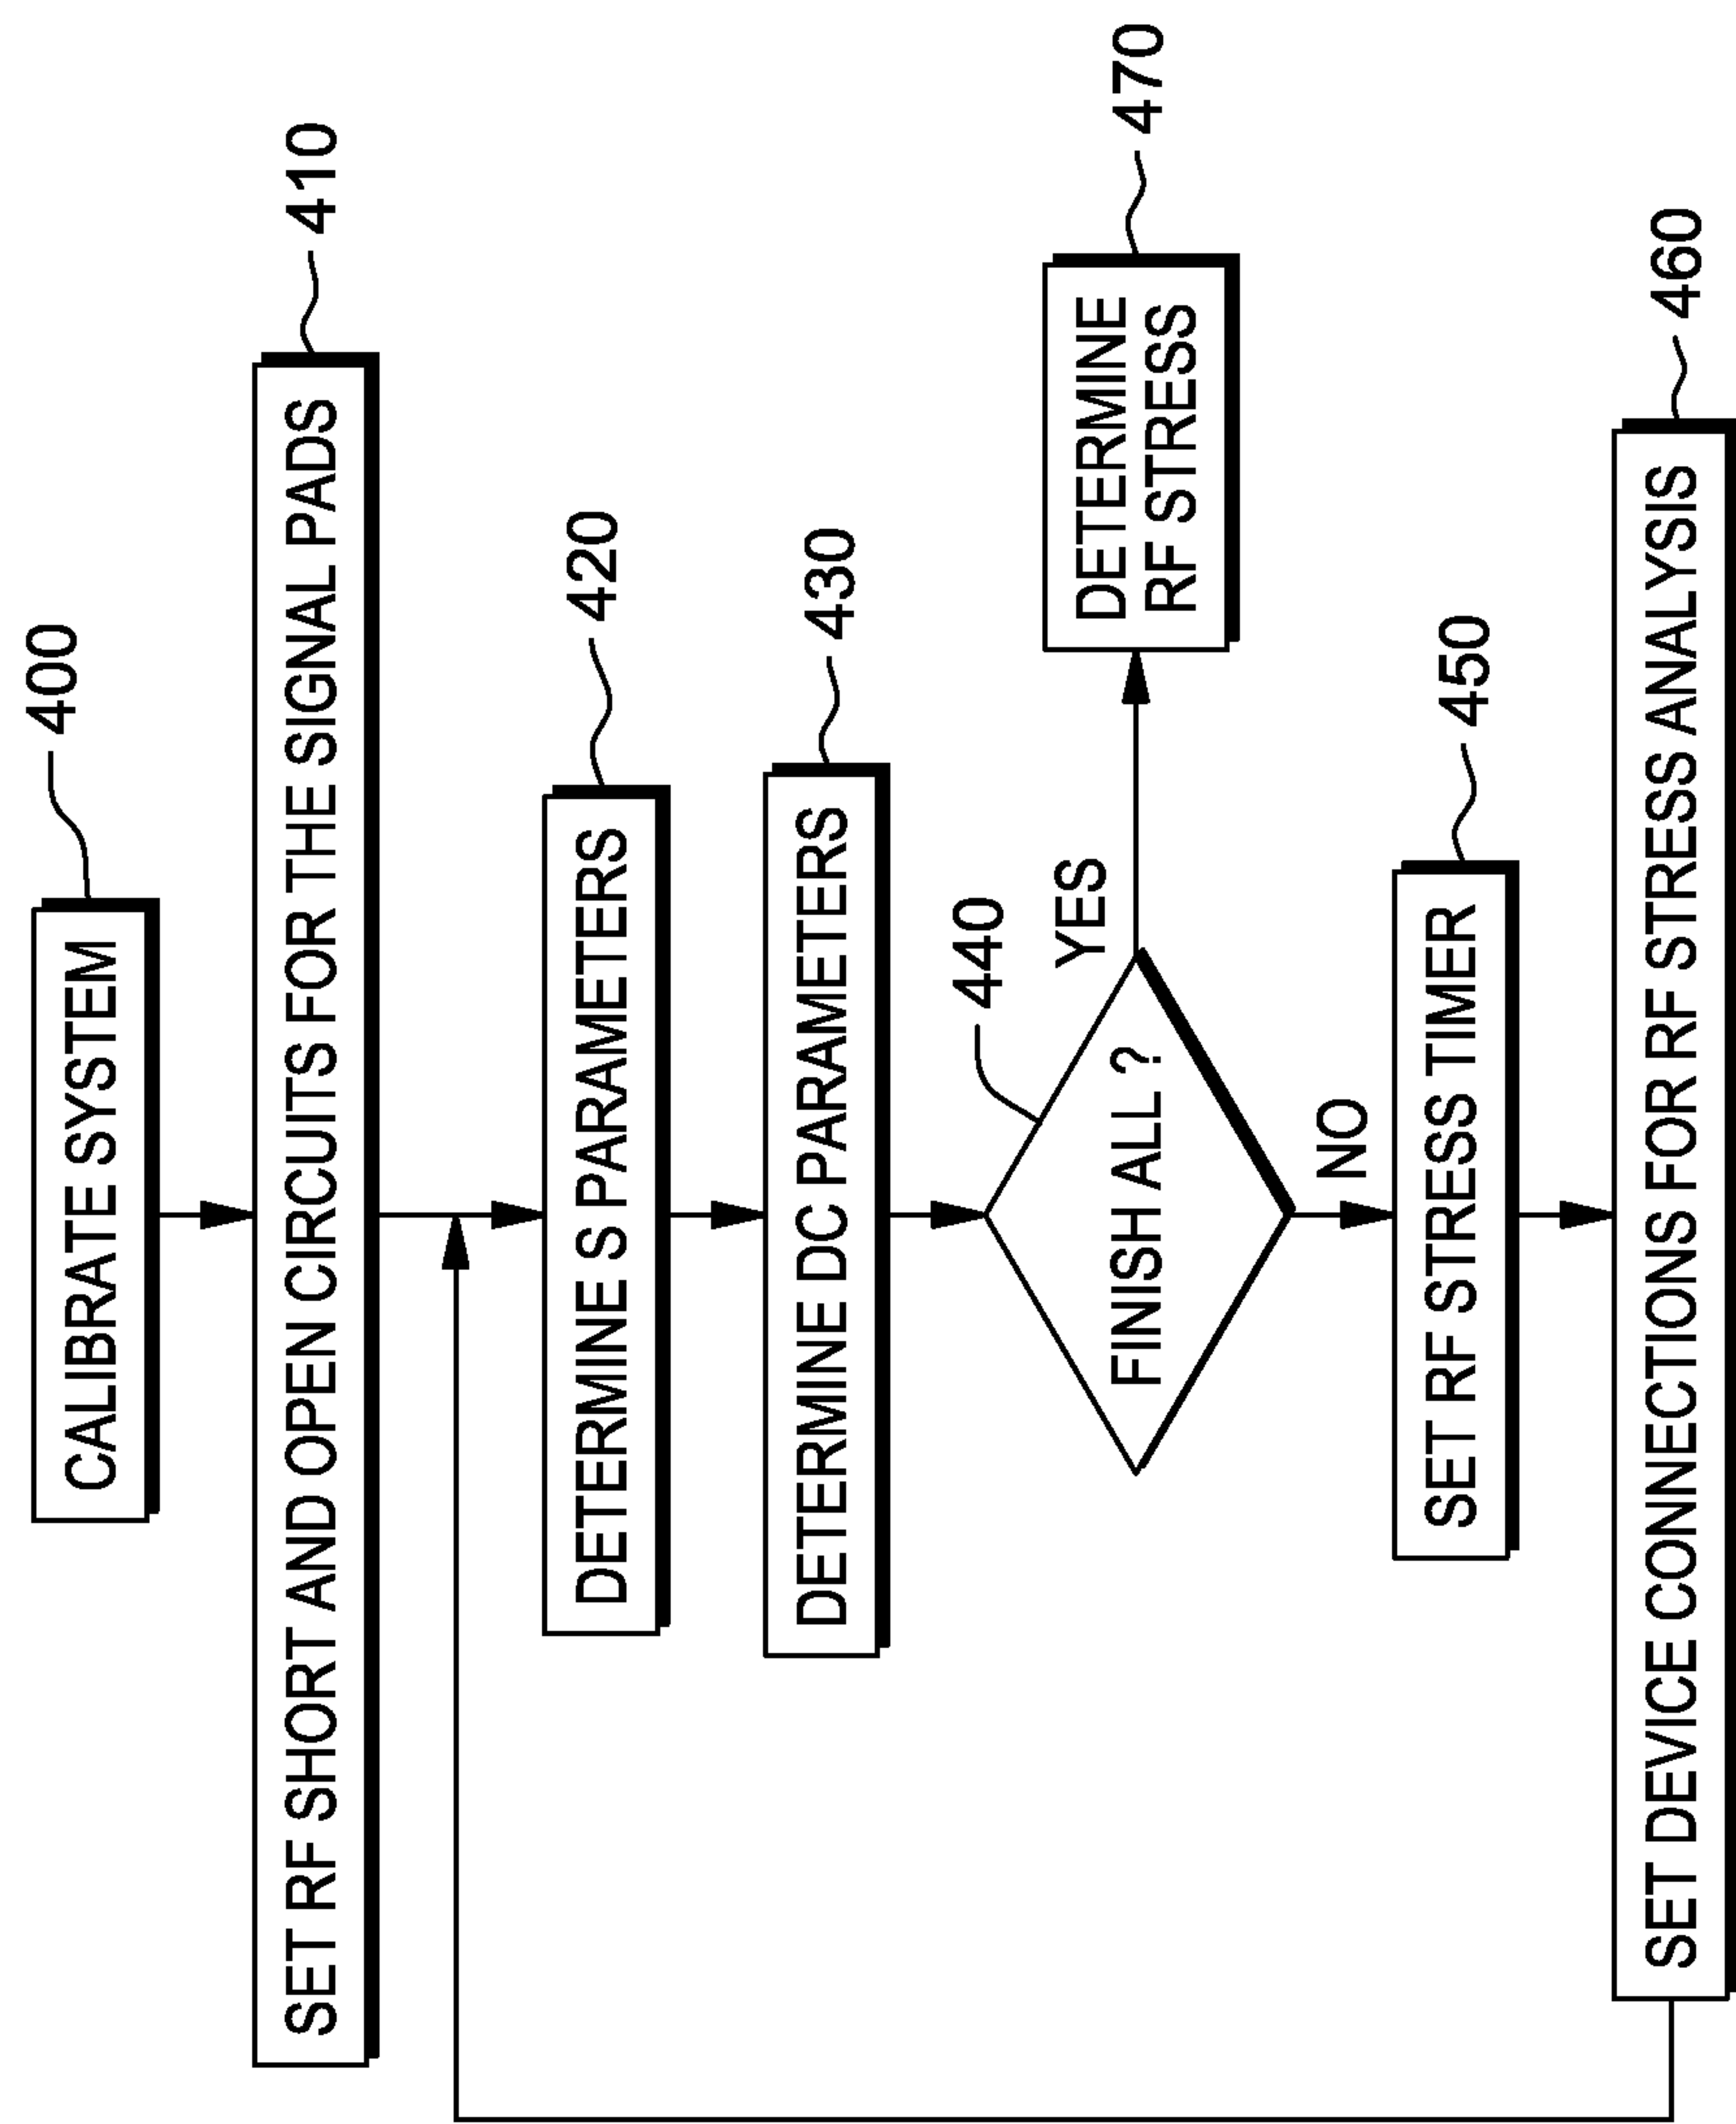 400
CALIBRATE SYSTEM
410
SET RF SHORT AND OPEN CIRCUITS FOR THE SIGNAL PADS
420
DETERMINE S PARAMETERS
430
DETERMINE DC PARAMETERS
440
FINISH ALL ?
YES
470
DETERMINE
RF STRESS
NO
450
SET RF STRESS TIMER
460
SET DEVICE CONNECTIONS FOR RF STRESS ANALYSIS